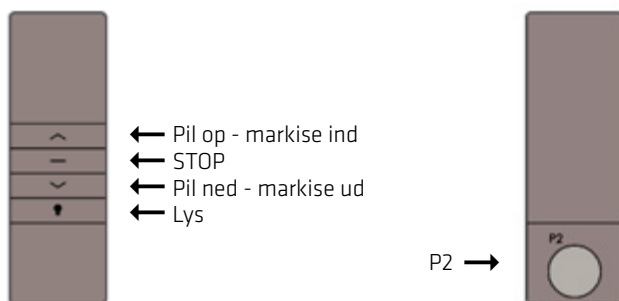 Pil op - markise ind
STOP
Pil ned - markise ud
Lys
P2
P2